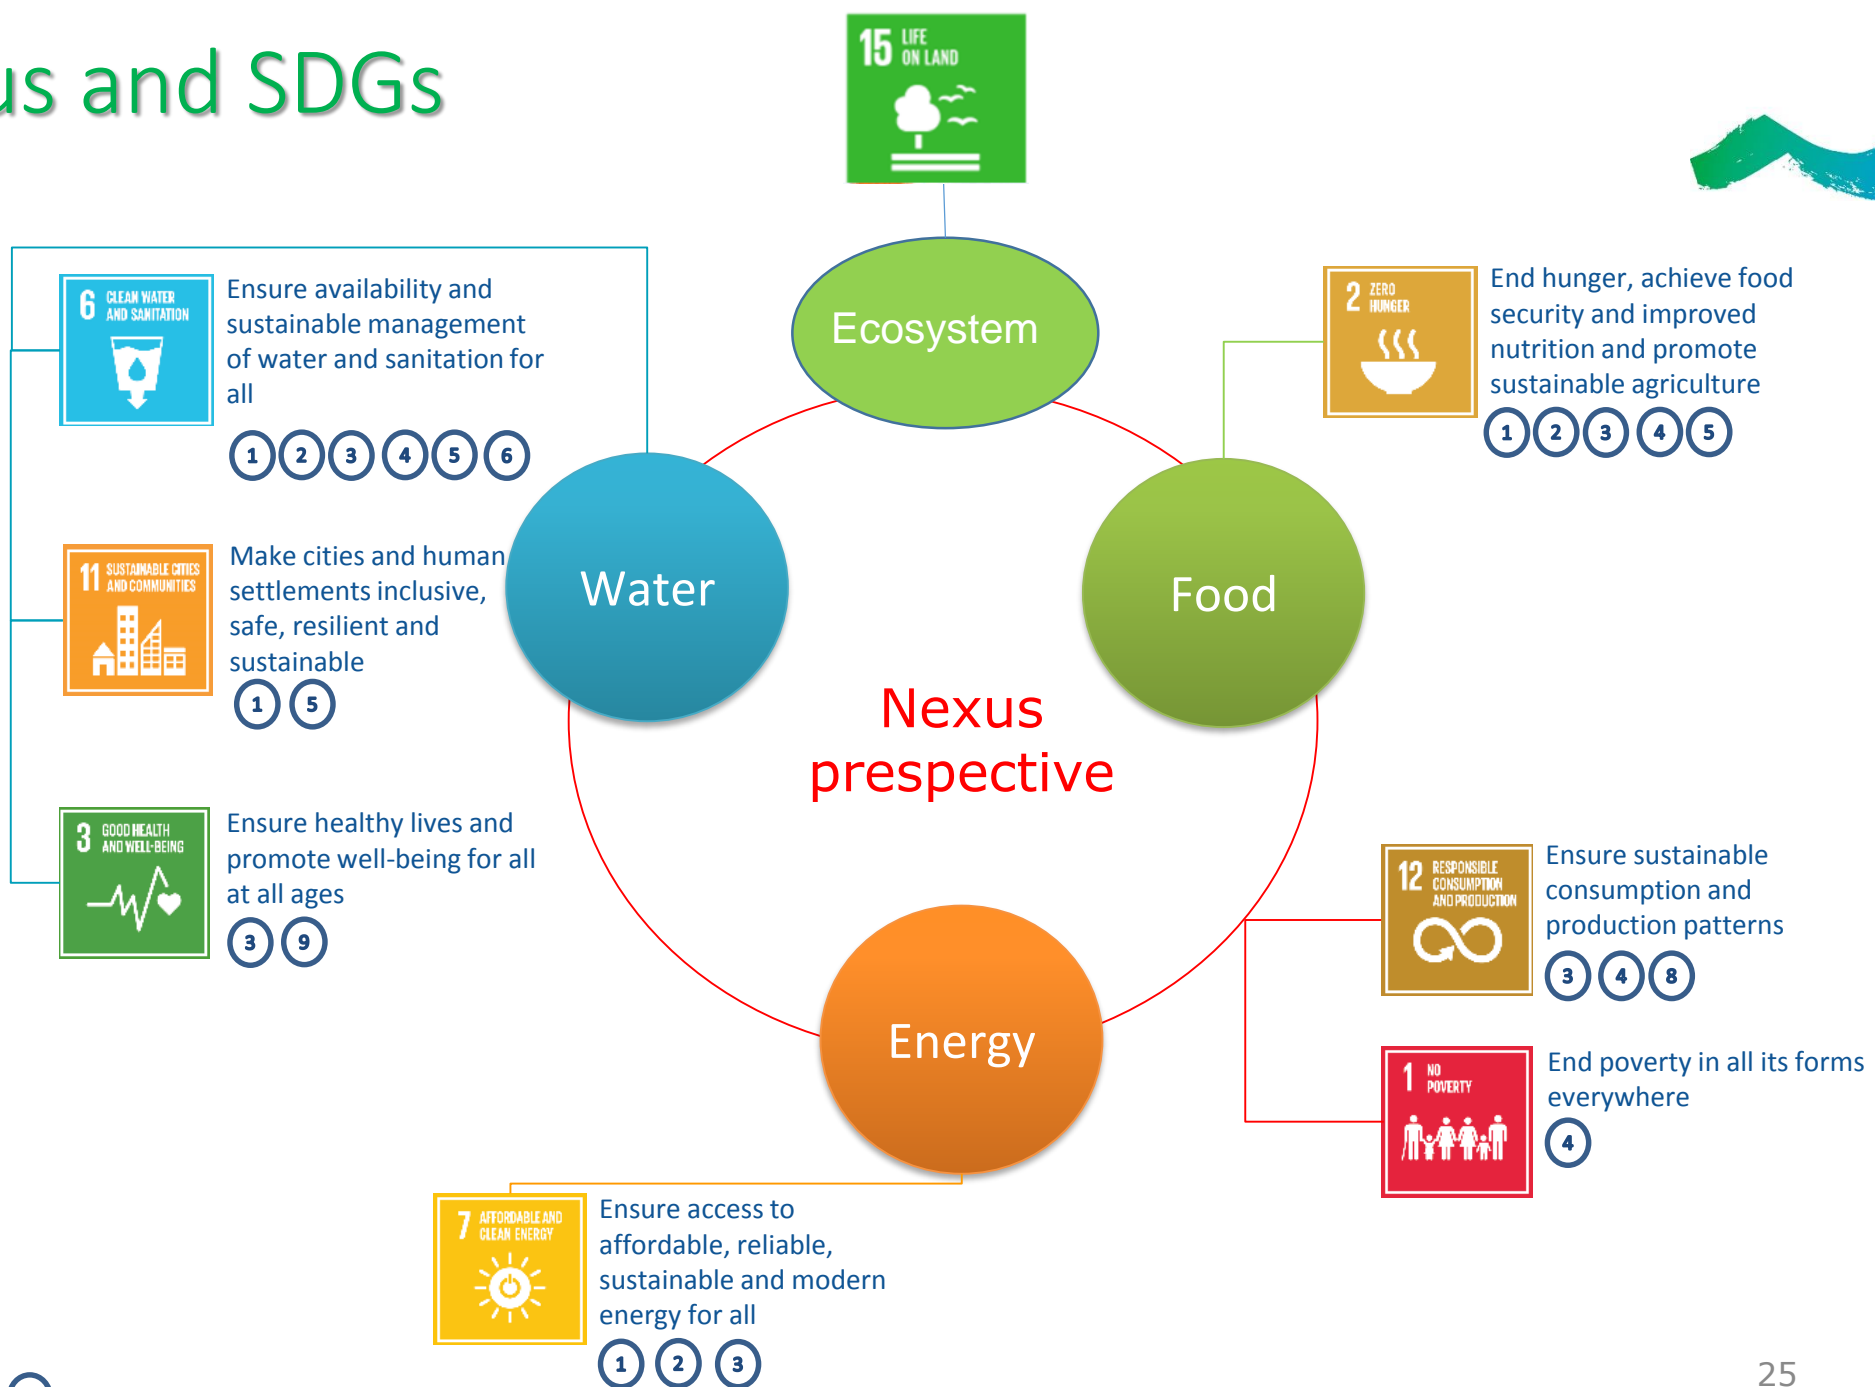 us and SDGs
15 LIFE
ON LAND
Ecosystem
6 CLEAN WATER
AND SANITATION
Ensure availability and
sustainable management
of water and sanitation for
all
1 2 3 4 5 6
2 ZERO
HUNGER
End hunger, achieve food
security and improved
nutrition and promote
sustainable agriculture
1 2 3 4 5
Water
Food
11 SUSTAINABLE CITIES
AND COMMUNITIES
Make cities and human
settlements inclusive,
safe, resilient and
sustainable
1 5
Nexus
prespective
3 GOOD HEALTH
AND WELL-BEING
Ensure healthy lives and
promote well-being for all
at all ages
3 9
12 RESPONSIBLE
CONSUMPTION
AND PRODUCTION
Ensure sustainable
consumption and
production patterns
3 4 8
Energy
1 NO
POVERTY
End poverty in all its forms
everywhere
4
7 AFFORDABLE AND
CLEAN ENERGY
Ensure access to
affordable, reliable,
sustainable and modern
energy for all
1 2 3
25